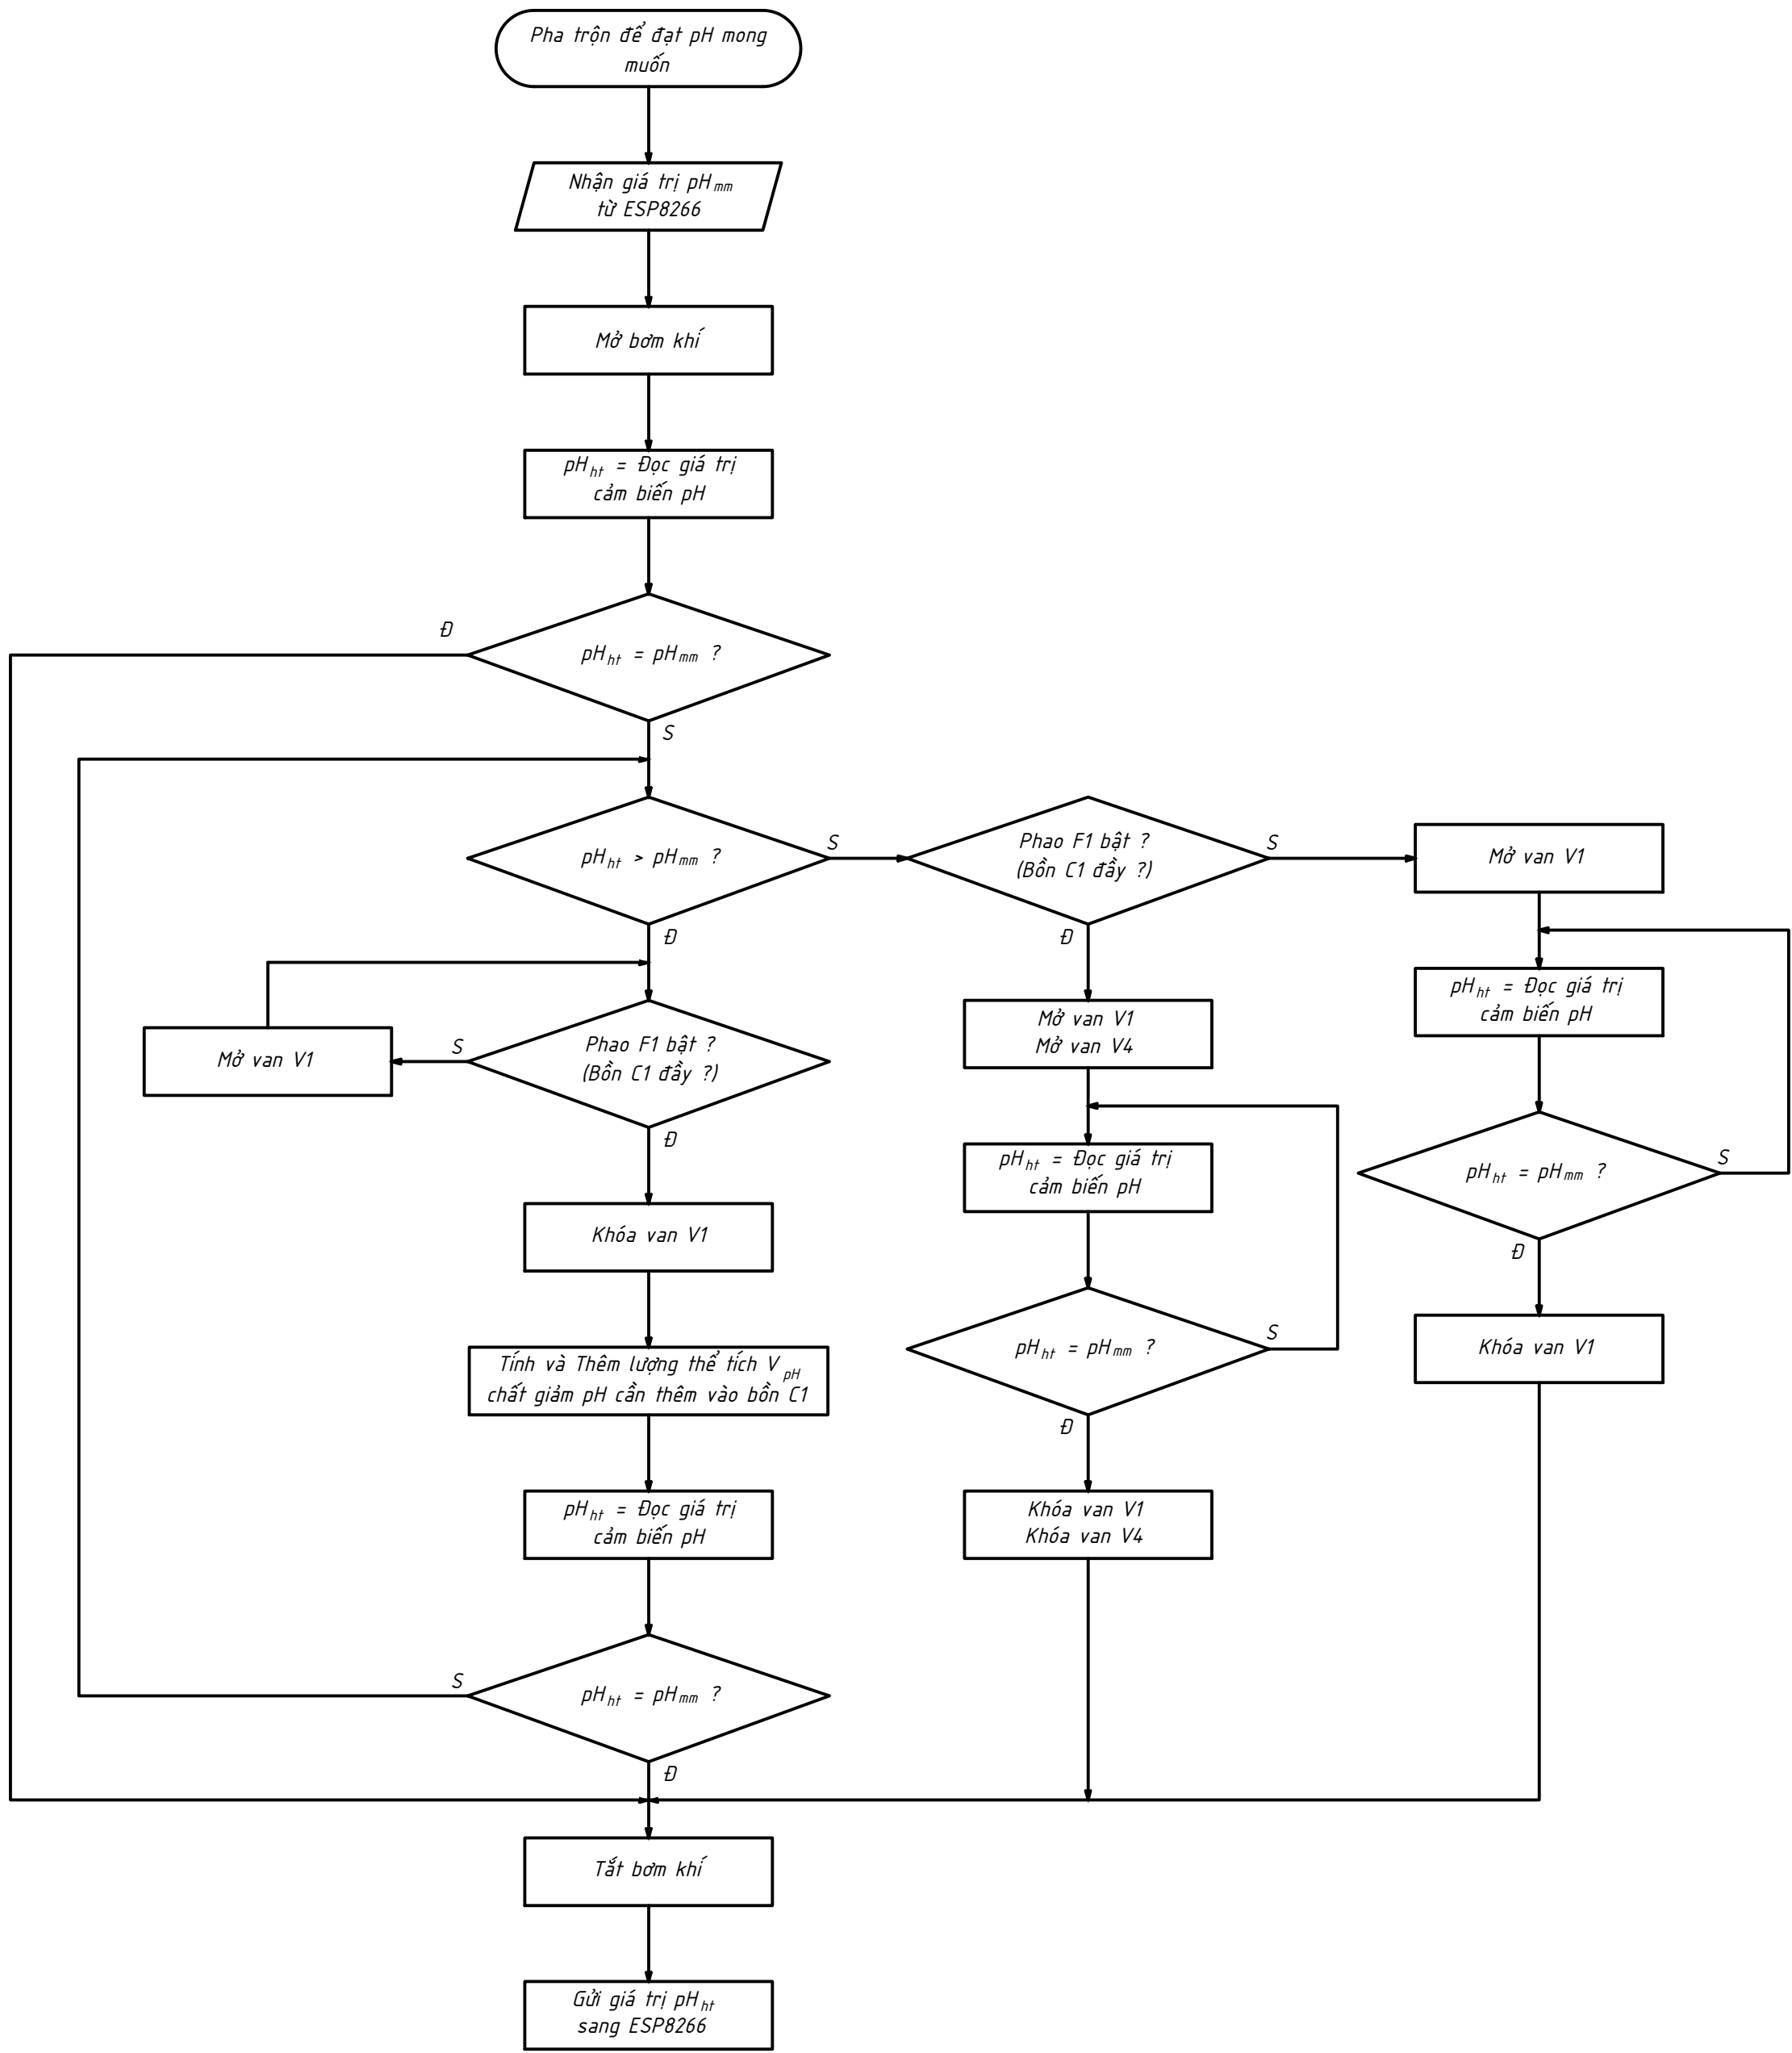 Pha trộn để đạt pH mong
muốn
Nhận giá trị pHmm
từ ESP8266
Mở bơm khí
pHht = Đọc giá trị
cảm biến pH
Đ
pHht = pHmm ?
S
pHht > pHmm ?
S
Đ
Phao F1 bật ?
(Bồn C1 đầy ?)
S
Đ
Mở van V1
Mở van V1
S
Phao F1 bật ?
(Bồn C1 đầy ?)
Đ
Khóa van V1
Tính và Thêm lượng thể tích VpH
chất giảm pH cần thêm vào bồn C1
pHht = Đọc giá trị
cảm biến pH
S
pHht = pHmm ?
Đ
Mở van V1
Mở van V4
pHht = Đọc giá trị
cảm biến pH
pHht = pHmm ?
S
Đ
Khóa van V1
Khóa van V4
pHht = Đọc giá trị
cảm biến pH
pHht = pHmm ?
S
Đ
Khóa van V1
Tắt bơm khí
Gửi giá trị pHht
sang ESP8266